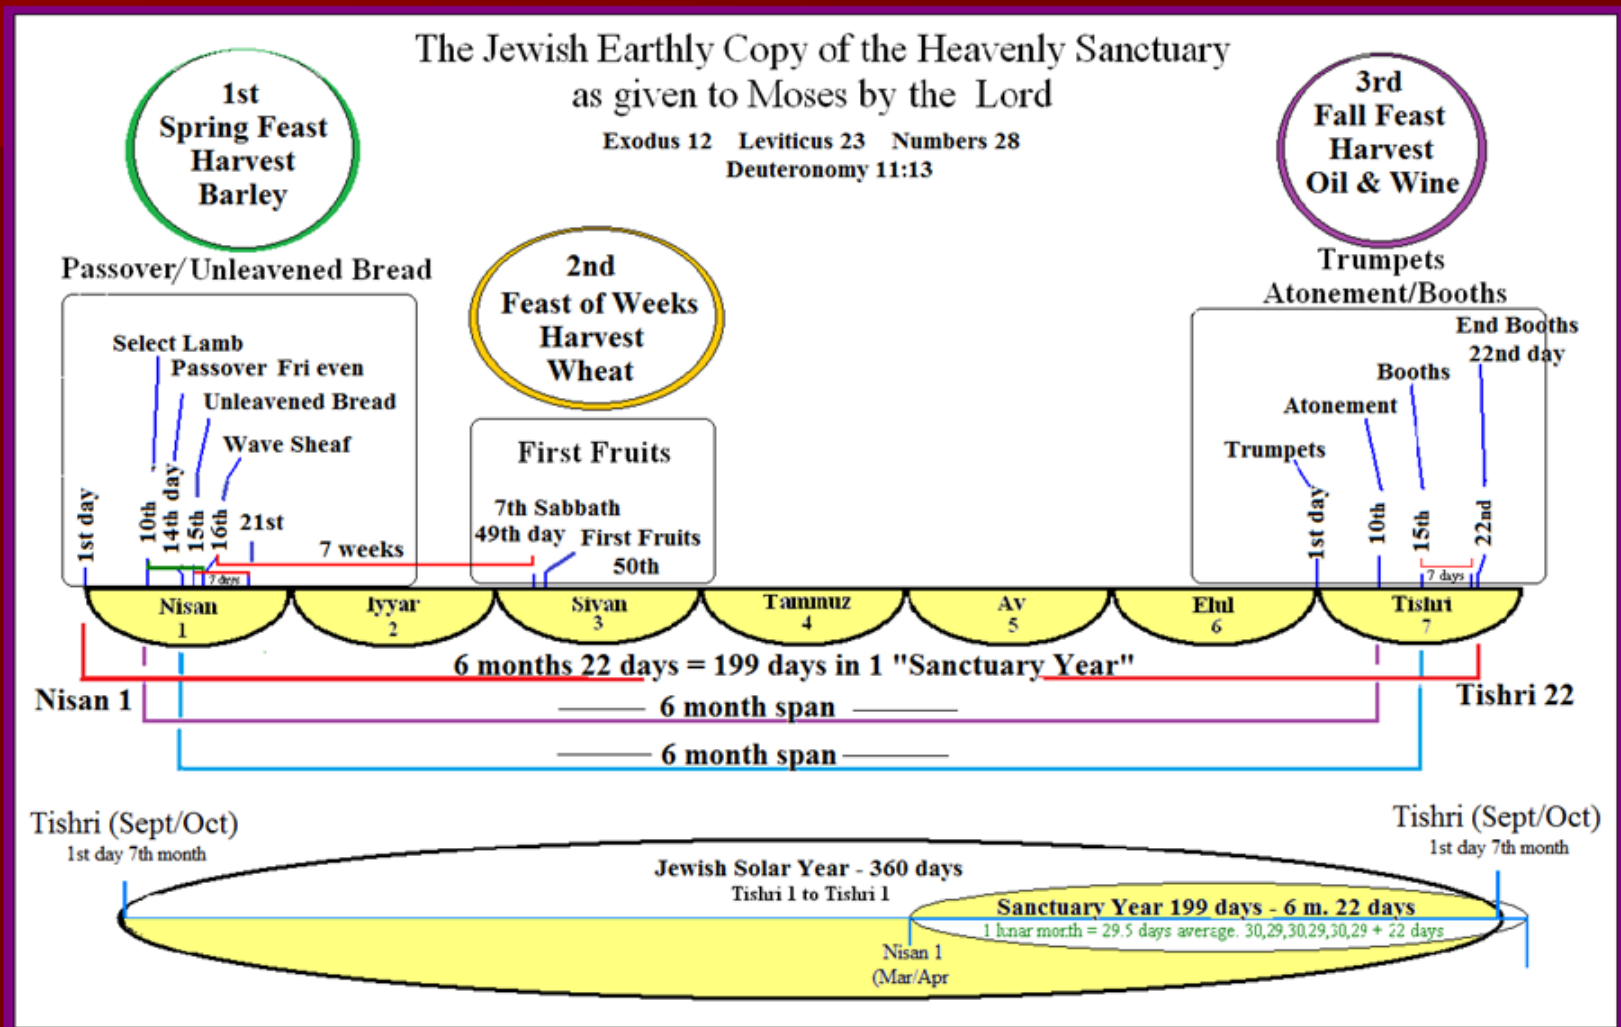 The Jewish Earthly Copy of the Heavenly Sanctuary
as given to Moses by the Lord
Exodus 12 Leviticus 23 Numbers 28
Deuteronomy 11:13
1st
Spring Feast
Harvest
Barley
3rd
Fall Feast
Harvest
Oil & Wine
2nd
Feast of Weeks
Harvest
Wheat
Passover/Unleavened Bread
Select Lamb
Passover Fri even
Unleavened Bread
Wave Sheaf
1st day
10th
14th day
15th
16th
21st
7 days
7 weeks
First Fruits
7th Sabbath
49th day
First Fruits
50th
Trumpets
Atonement/Booths
End Booths
22nd day
Booths
Atonement
Trumpets
1st day
10th
15th
22nd
7 days
Nisan
1
Iyyar
2
Sivan
3
Tammuz
4
Av
5
Elul
6
Tishri
7
6 months 22 days = 199 days in 1 "Sanctuary Year"
Nisan 1
Tishri 22
6 month span
6 month span
Tishri (Sept/Oct)
1st day 7th month
Tishri (Sept/Oct)
1st day 7th month
Jewish Solar Year - 360 days
Tishri 1 to Tishri 1
Sanctuary Year 199 days - 6 m. 22 days
1 lunar month = 29.5 days average. 30,29,30,29,30,29 + 22 days
Nisan 1
(Mar/Apr